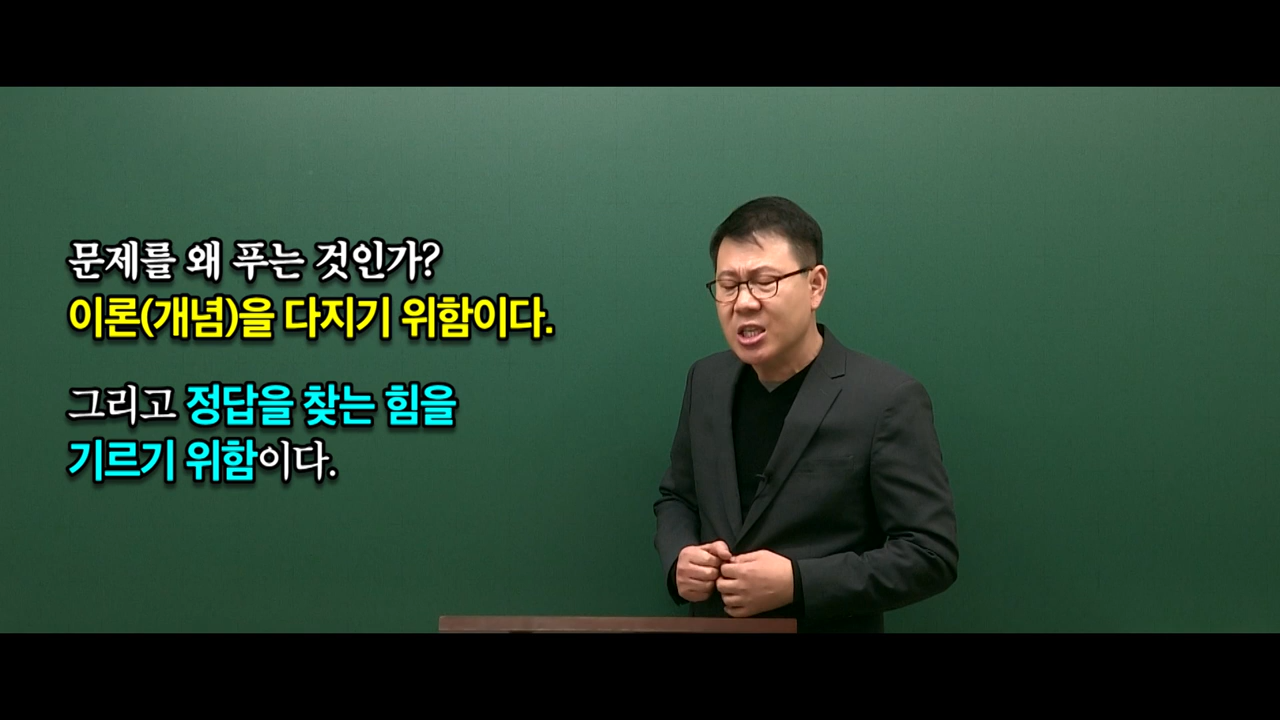 문제를 왜 푸는 것인가?
이론(개념)을 다지기 위함이다.
그리고 정답을 찾는 힘을
기르기 위함이다.